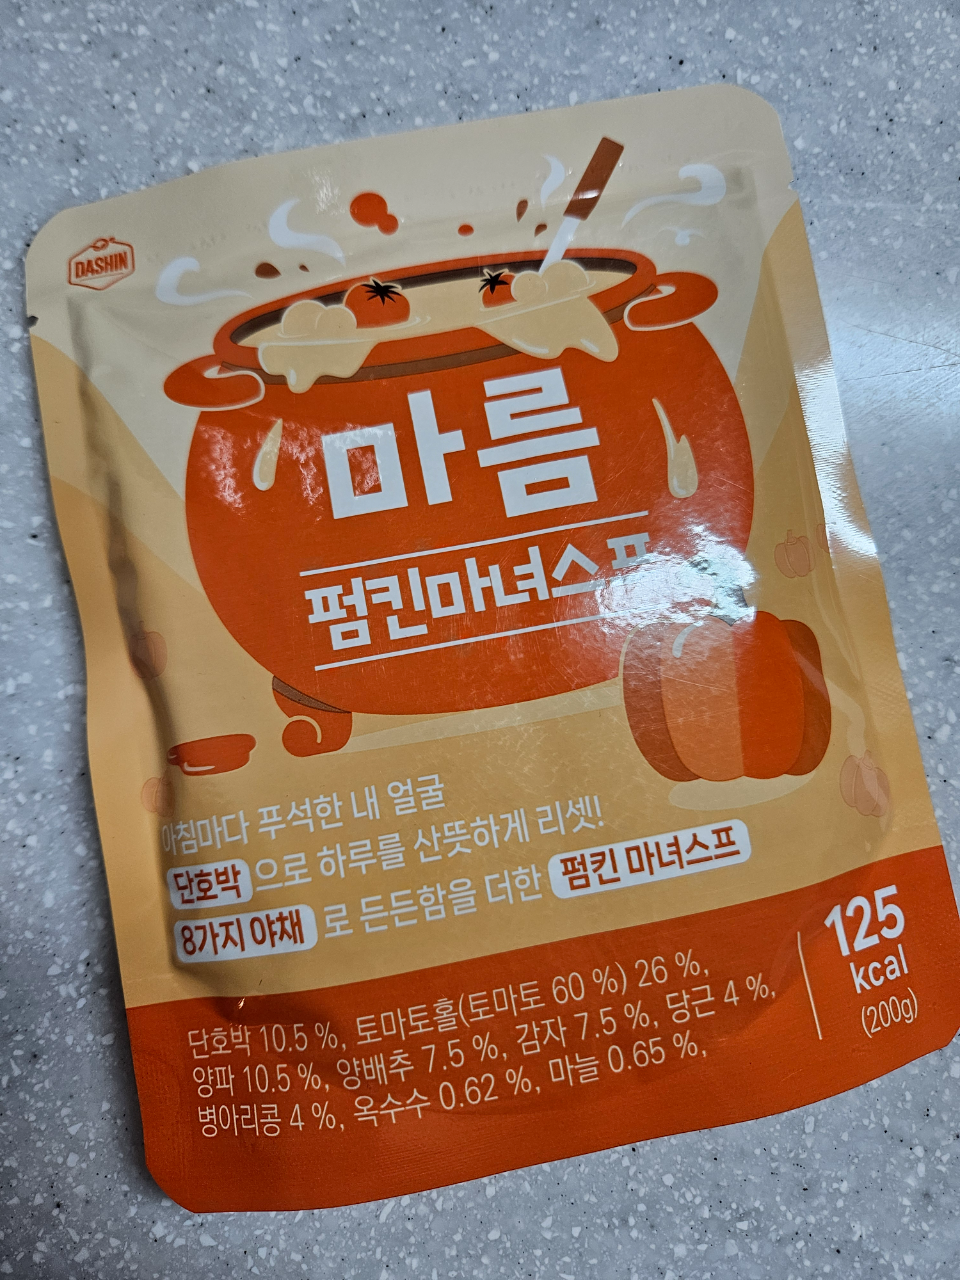 DASHIN
마름
펌킨마녀스프
아침마다 푸석한 내 얼굴
단호박 으로 하루를 산뜻하게 리셋!
8가지 야채 로 든든함을 더한 펌킨 마녀스프
단호박 10.5 %, 토마토홀(토마토 60 %) 26 %,
양파 10.5 %, 양배추 7.5 %, 감자 7.5 %, 당근 4 %,
병아리콩 4 %, 옥수수 0.62 %, 마늘 0.65 %,
125
kcal
(200g)